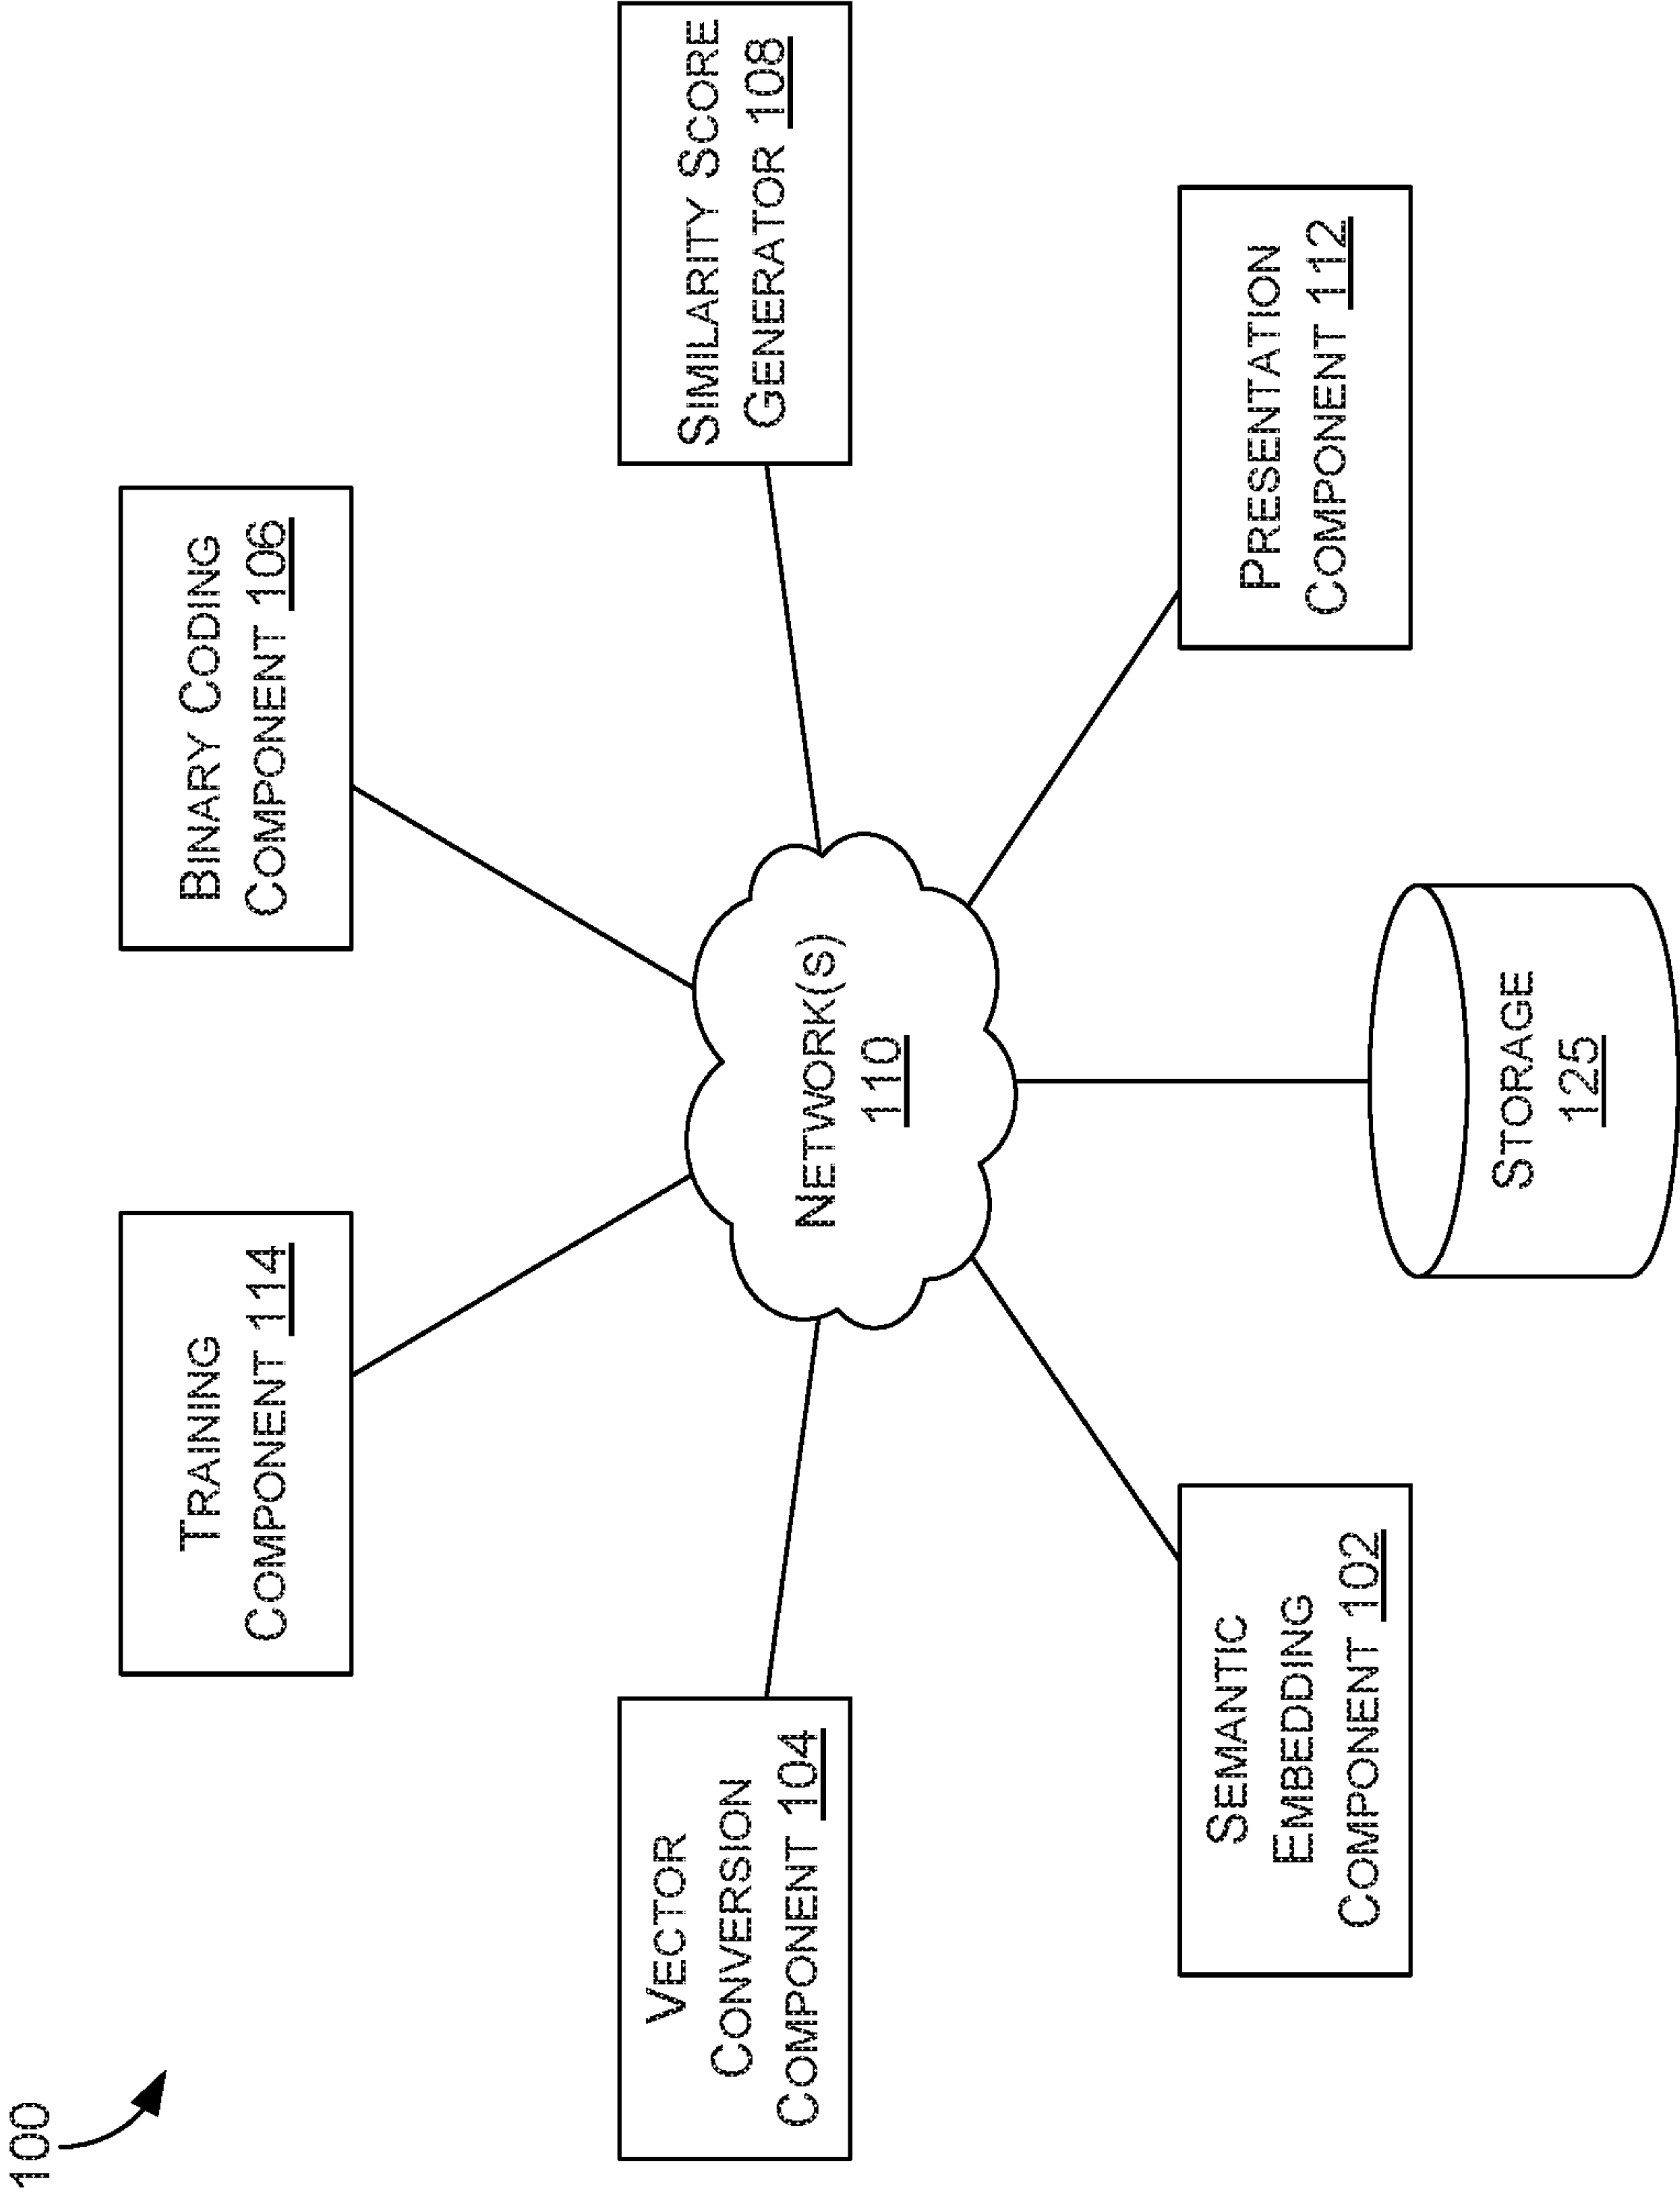 100
TRAINING
COMPONENT 114
BINARY CODING
COMPONENT 106
VECTOR
CONVERSION
COMPONENT 104
NETWORK(S)
110
SIMILARITY SCORE
GENERATOR 108
SEMANTIC
EMBEDDING
COMPONENT 102
STORAGE
125
PRESENTATION
COMPONENT 112